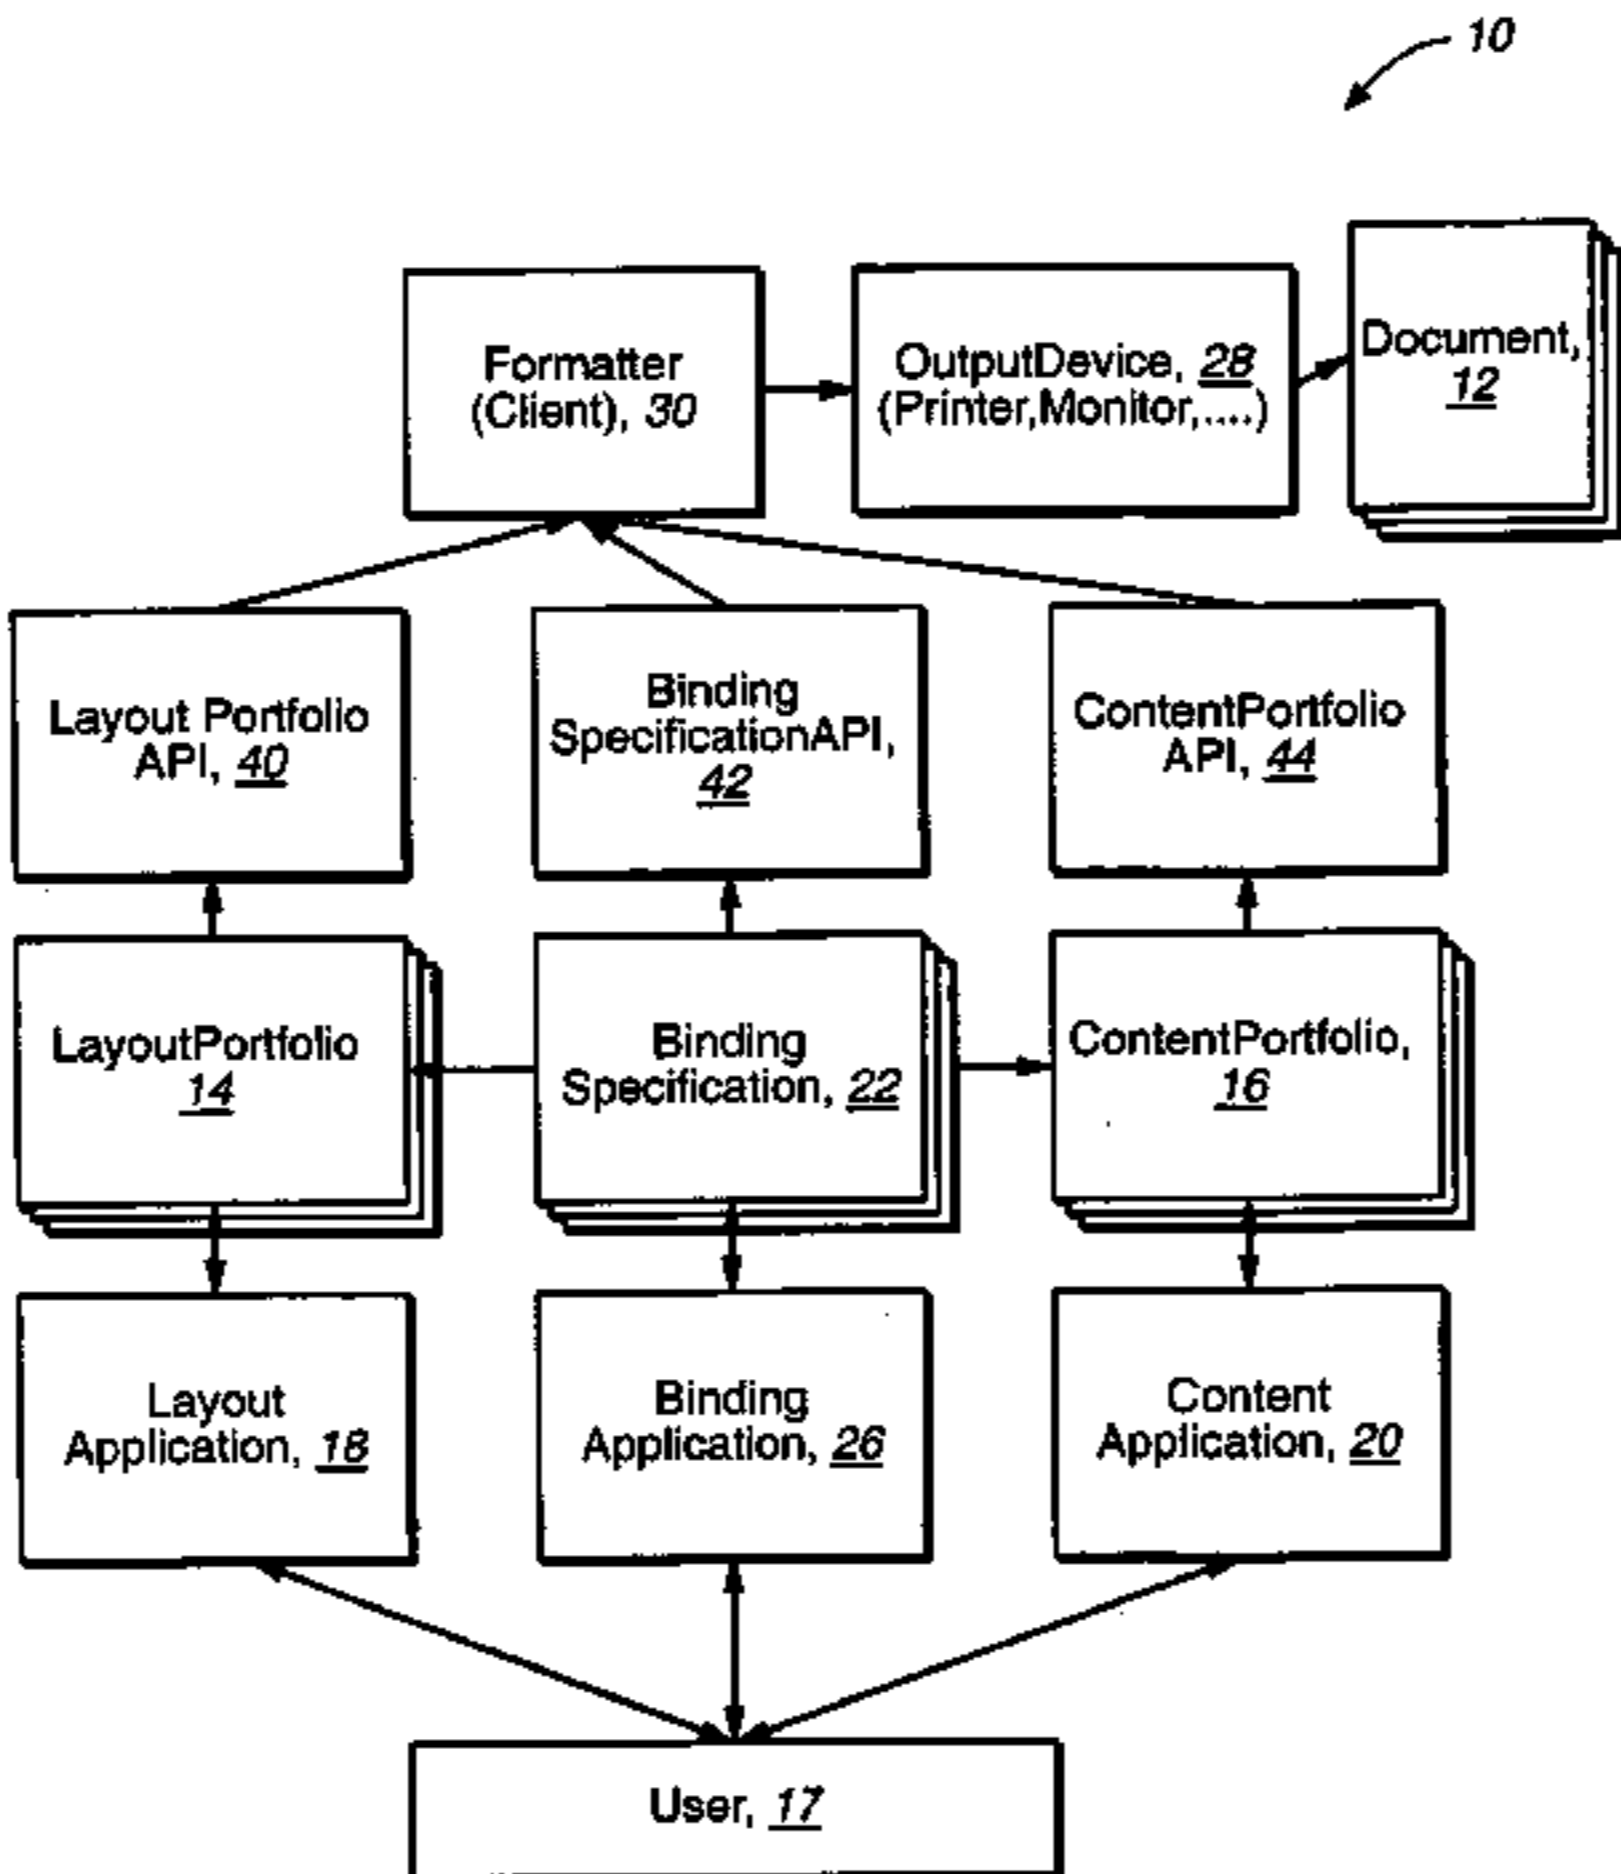 10
Formatter
(Client), 30
OutputDevice, 28
(Printer,Monitor,....)
Document,
12
Layout Portfolio
API, 40
Binding
SpecificationAPI,
42
ContentPortfolio
API, 44
LayoutPortfolio
14
Binding
Specification, 22
ContentPortfolio,
16
Layout
Application, 18
Binding
Application, 26
Content
Application, 20
User, 17